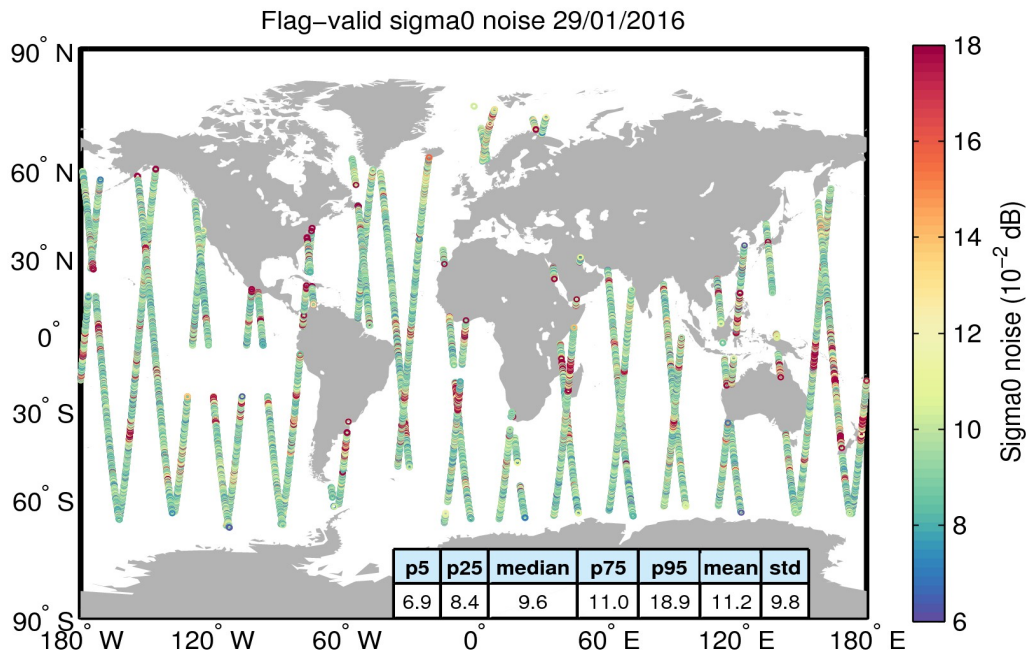 Flag−valid sigma0 noise 29/01/2016
90° N
60° N
30° N
0°
30° S
60° S
90° S
180° W
120° W
60° W
0°
60° E
120° E
180° E
18
16
14
12
10
8
6
Sigma0 noise (10⁻² dB)
p5 p25 median p75 p95 mean std
6.9 8.4 9.6 11.0 18.9 11.2 9.8